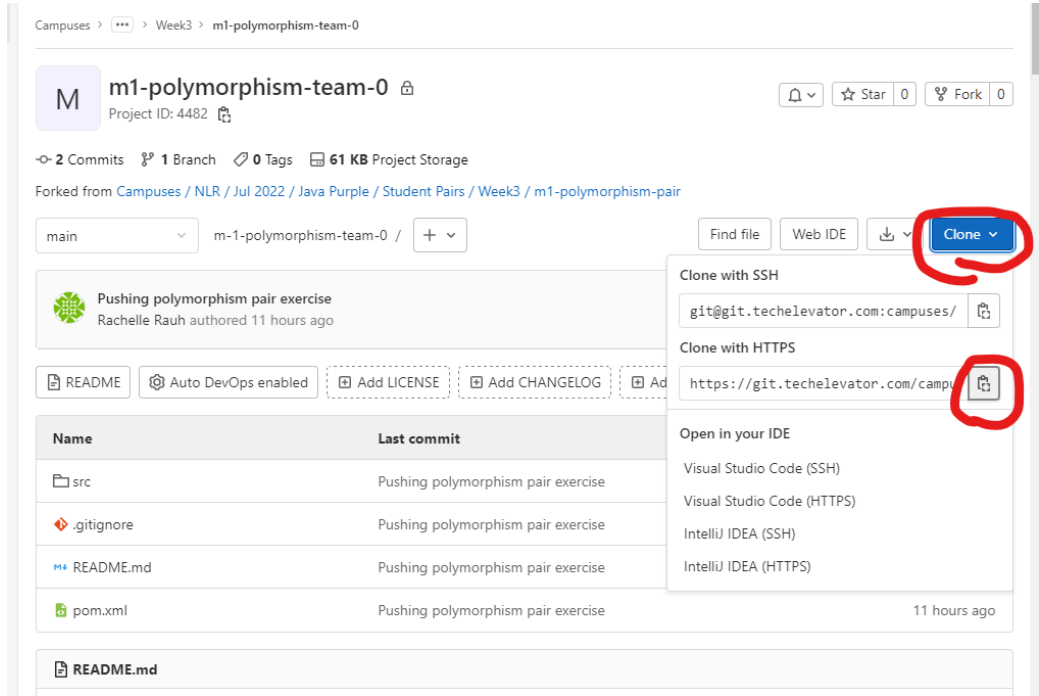 Campuses > ••• > Week3 > m1-polymorphism-team-0
M
m1-polymorphism-team-0
Project ID: 4482
Star 0
Fork 0
2 Commits 1 Branch 0 Tags 61 KB Project Storage
Forked from Campuses / NLR / Jul 2022 / Java Purple / Student Pairs / Week3 / m1-polymorphism-pair
main
m-1-polymorphism-team-0 / +
Find file
Web IDE
Clone
Clone with SSH
git@git.techelevator.com:campuses/
Clone with HTTPS
https://git.techelevator.com/campu
Open in your IDE
Visual Studio Code (SSH)
Visual Studio Code (HTTPS)
IntelliJ IDEA (SSH)
IntelliJ IDEA (HTTPS)
Pushing polymorphism pair exercise
Rachelle Rauh authored 11 hours ago
README
Auto DevOps enabled
Add LICENSE
Add CHANGELOG
Ad
Name Last commit
src Pushing polymorphism pair exercise
.gitignore Pushing polymorphism pair exercise
M+ README.md Pushing polymorphism pair exercise
pom.xml Pushing polymorphism pair exercise 11 hours ago
README.md